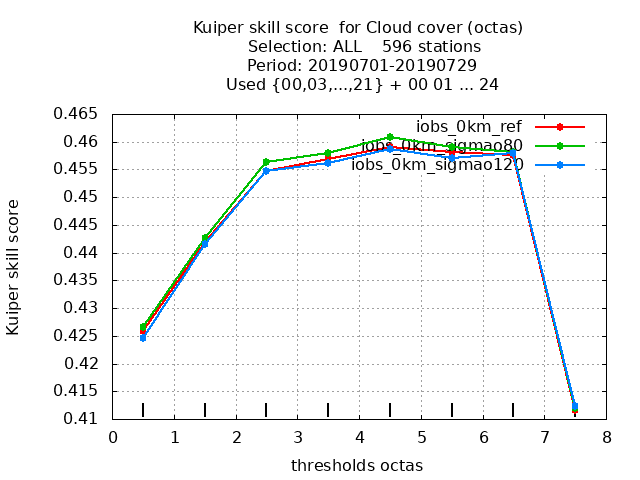 Kuiper skill score  for Cloud cover (octas)
Selection: ALL    596 stations
Period: 20190701-20190729
Used {00,03,...,21} + 00 01 ... 24
iobs_0km_ref
iobs_0km_sigmao80
iobs_0km_sigmao120
Kuiper skill score
0.465
0.46
0.455
0.45
0.445
0.44
0.435
0.43
0.425
0.42
0.415
0.41
0 1 2 3 4 5 6 7 8
thresholds octas